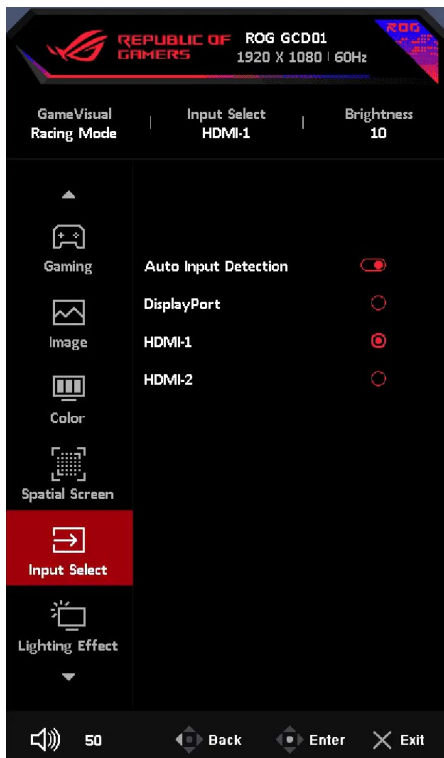 ROG
REPUBLIC OF GAMERS
ROG GCD01
1920 X 1080 | 60Hz
GameVisual
Racing Mode
Input Select
HDMI-1
Brightness
10
Gaming
Image
Color
Spatial Screen
Input Select
Lighting Effect
Auto Input Detection
DisplayPort
HDMI-1
HDMI-2
50
Back
Enter
Exit